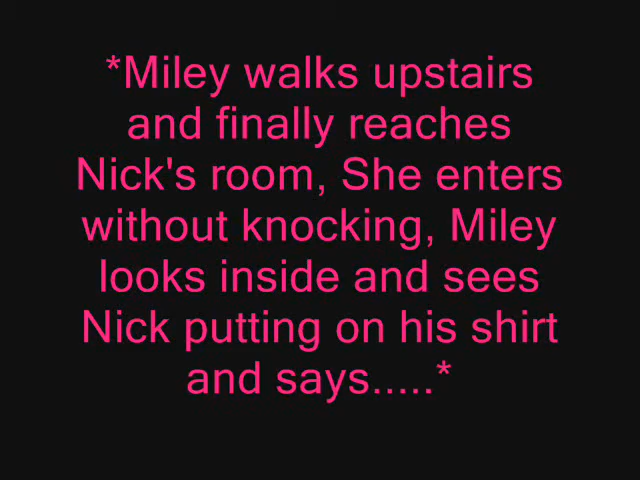 *Miley walks upstairs
and finally reaches
Nick's room, She enters
without knocking, Miley
looks inside and sees
Nick putting on his shirt
and says.....*